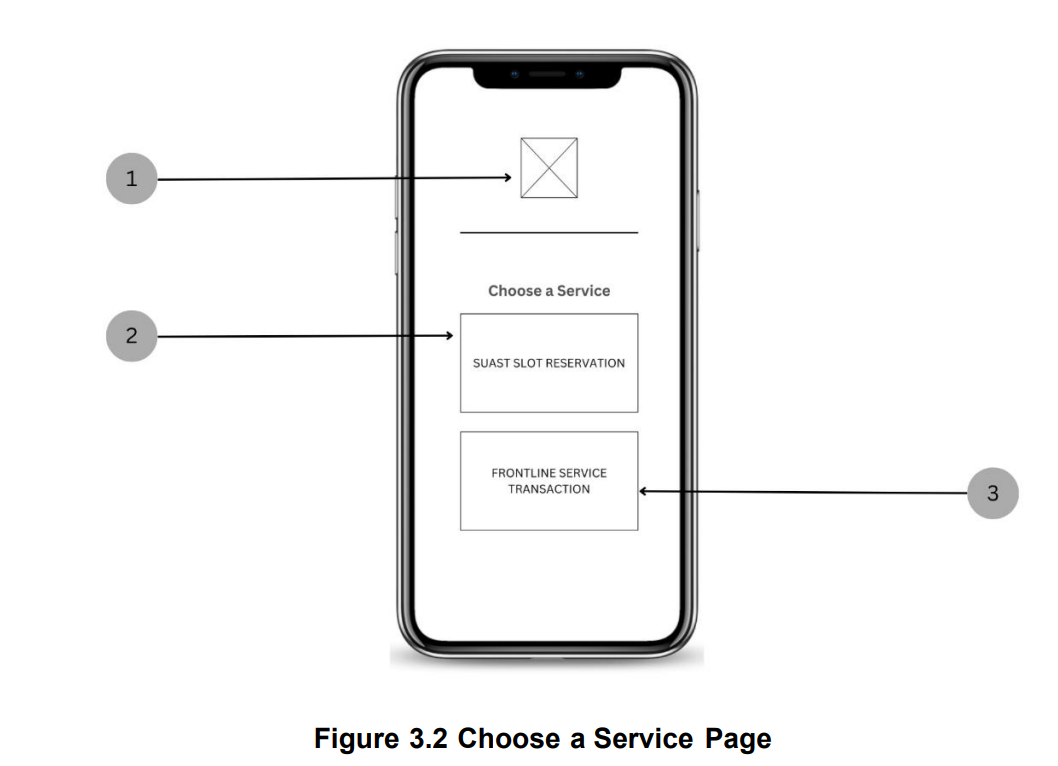 1
Choose a Service
2
SUAST SLOT RESERVATION
FRONTLINE SERVICE
TRANSACTION
3
Figure 3.2 Choose a Service Page